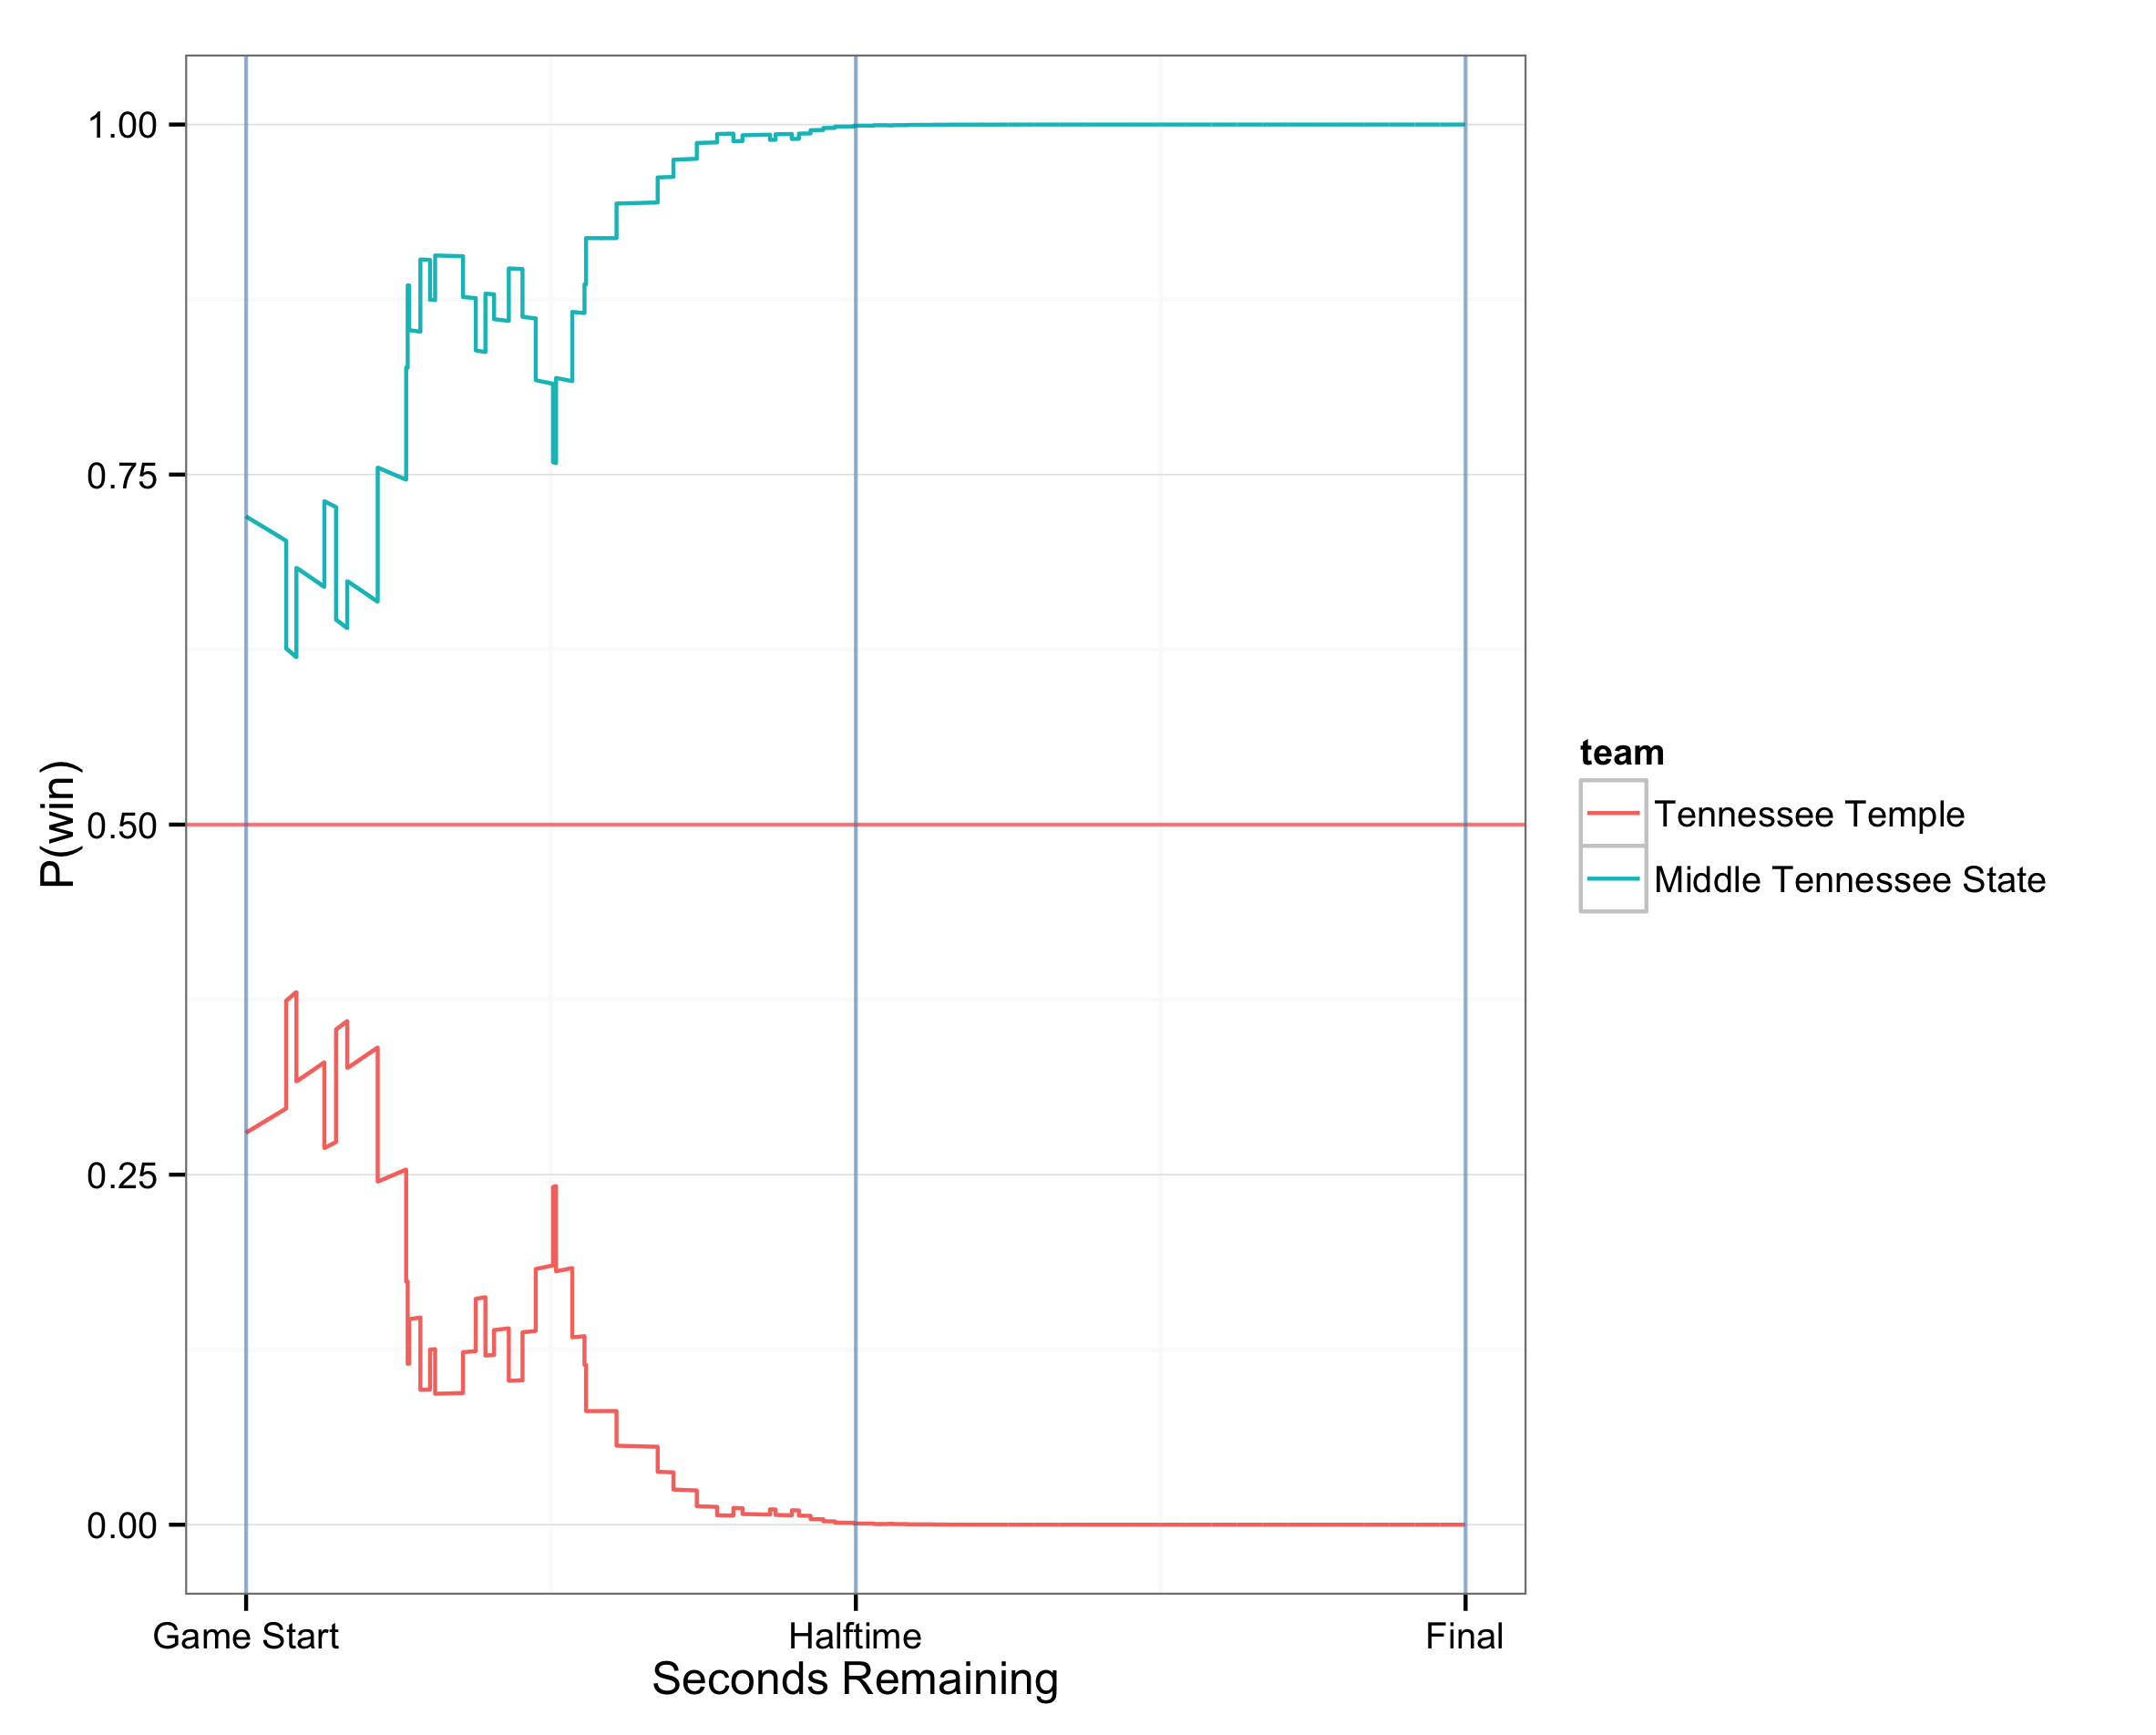 1.00
0.75
0.50
0.25
0.00
P(win)
Game Start
Halftime
Final
Seconds Remaining
team
Tennessee Temple
Middle Tennessee State